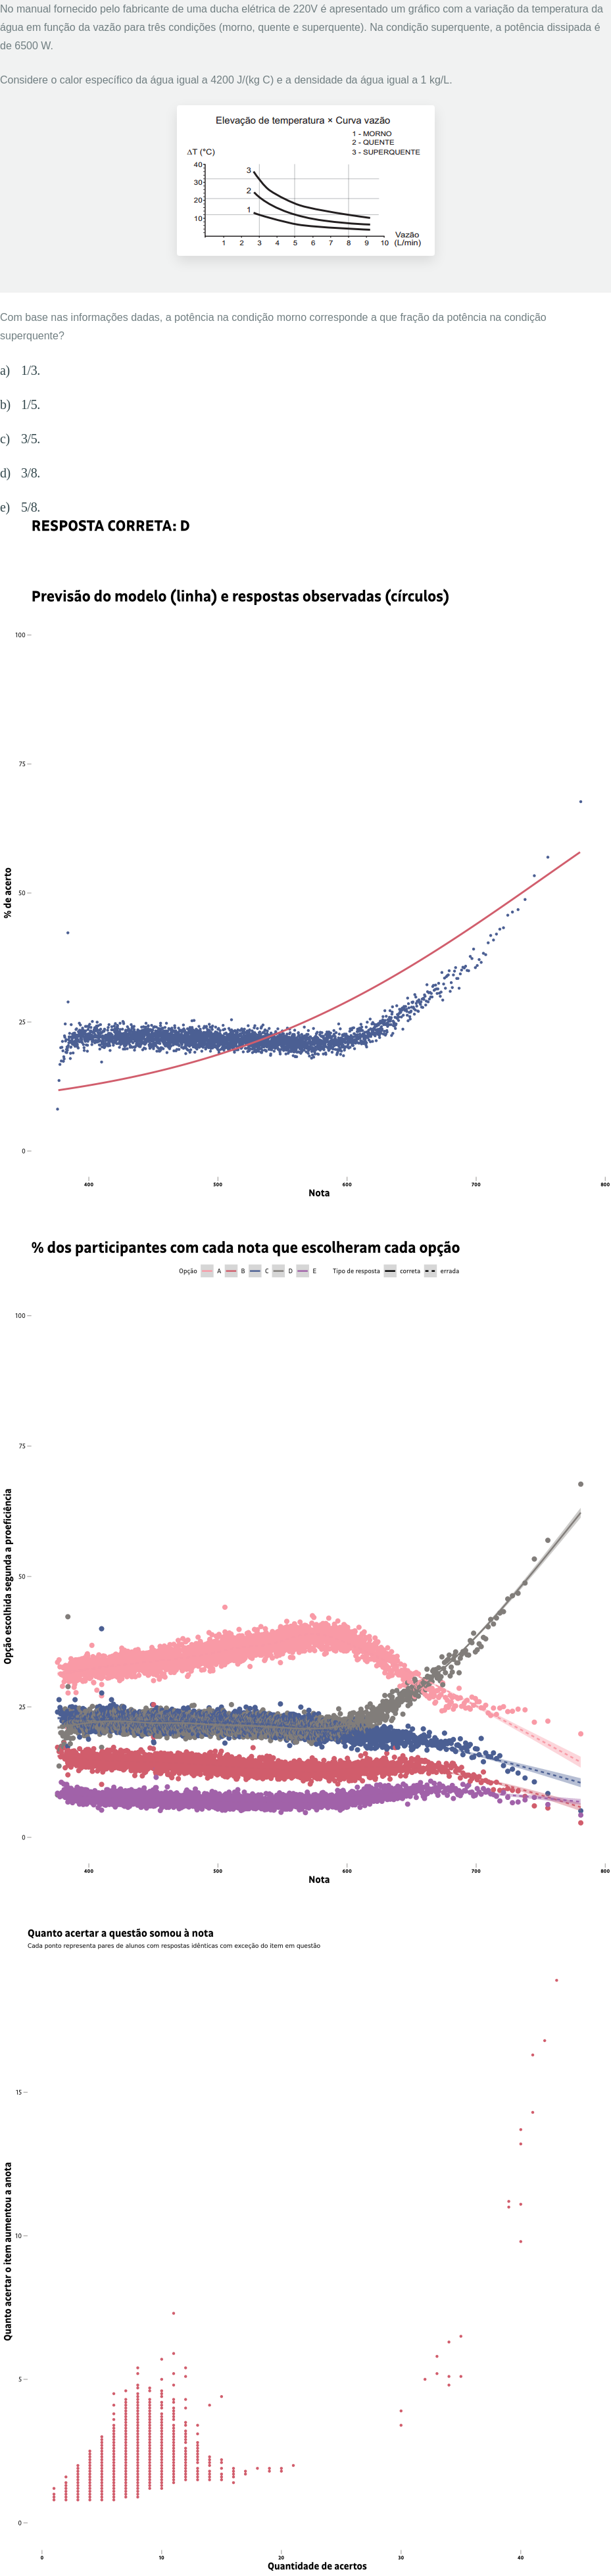 No manual fornecido pelo fabricante de uma ducha elétrica de 220V é apresentado um gráfico com a variação da temperatura da
água em função da vazão para três condições (morno, quente e superquente). Na condição superquente, a potência dissipada é
de 6500 W.
Considere o calor específico da água igual a 4200 J/(kg C) e a densidade da água igual a 1 kg/L.
Elevação de temperatura × Curva vazão
1 - MORNO
2 - QUENTE
3 - SUPERQUENTE
ΔT (°C)
40
30
20
10
3
2
1
1 2 3 4 5 6 7 8 9 10
Vazão
(L/min)
Com base nas informações dadas, a potência na condição morno corresponde a que fração da potência na condição
superquente?
a) 1/3.
b) 1/5.
c) 3/5.
d) 3/8.
e) 5/8.
RESPOSTA CORRETA: D
Previsão do modelo (linha) e respostas observadas (círculos)
% de acerto
100
75
50
25
0
400 500 600 700 800
Nota
% dos participantes com cada nota que escolheram cada opção
Opção A B C D E Tipo de resposta correta errada
Opção escolhida segunda a proeficiência
100
75
50
25
0
400 500 600 700 800
Nota
Quanto acertar a questão somou à nota
Cada ponto representa pares de alunos com respostas idênticas com exceção do item em questão
Quanto acertar o item aumentou a anota
15
10
5
0
0 10 20 30 40
Quantidade de acertos